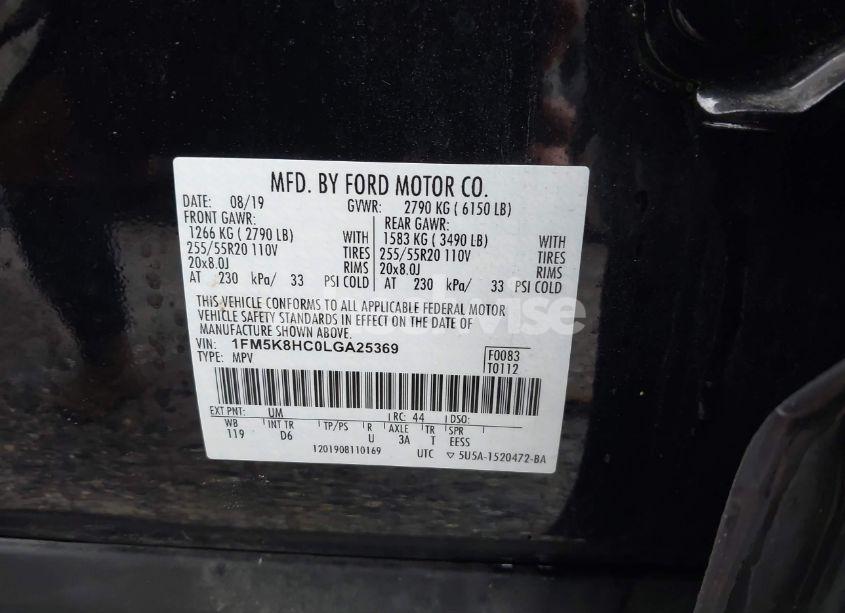 MFD. BY FORD MOTOR CO.
DATE: 08/19 GVWR: 2790 KG ( 6150 LB)
FRONT GAWR: REAR GAWR:
1266 KG ( 2790 LB) WITH 1583 KG ( 3490 LB) WITH
255/55R20 110V TIRES 255/55R20 110V TIRES
20x8.0J RIMS 20x8.0J RIMS
AT 230 kPa/ 33 PSI COLD AT 230 kPa/ 33 PSI COLD
THIS VEHICLE CONFORMS TO ALL APPLICABLE FEDERAL MOTOR
VEHICLE SAFETY STANDARDS IN EFFECT ON THE DATE OF
MANUFACTURE SHOWN ABOVE.
VIN: 1FM5K8HC0LGA25369 F0083
TYPE: MPV T0112
EXT PNT: UM RC: 44 DSO:
WB INT TR TP/PS R AXLE TR SPR
119 D6 U 3A T EESS
1201908110169 UTC ▽ 5U5A-1520472-BA